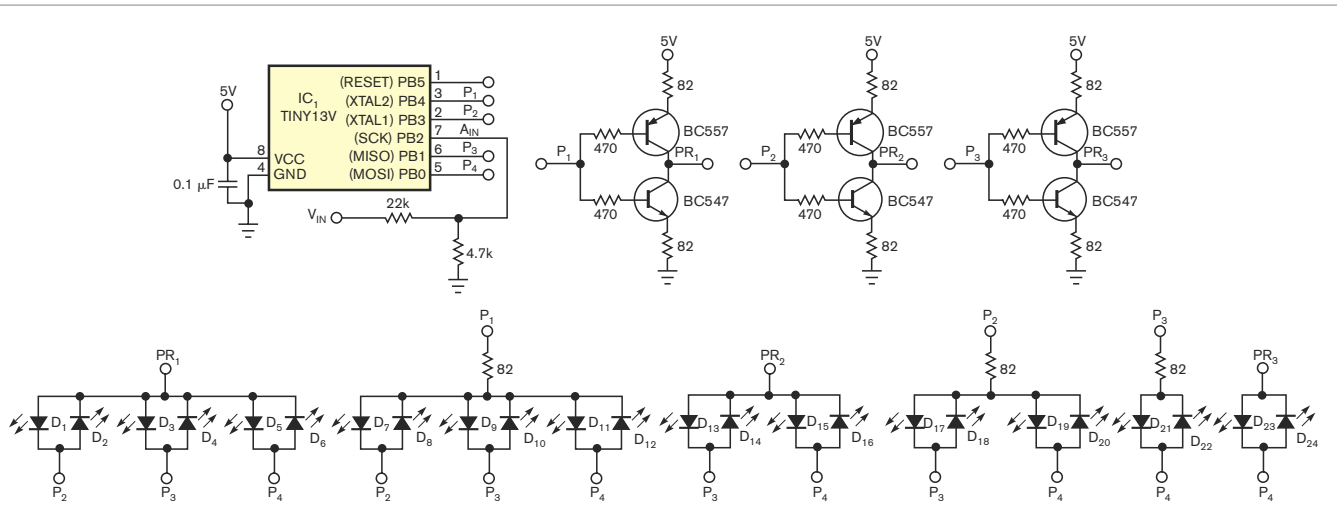 5V
IC1
TINY13V
(RESET) PB5 1
(XTAL2) PB4 3 P1
(XTAL1) PB3 2 P2
(SCK) PB2 7 AIN
(MISO) PB1 6 P3
(MOSI) PB0 5 P4
8 VCC
4 GND
0.1 µF
VIN
22k
4.7k
5V
82
BC557
470
P1
PR1
470
BC547
82
5V
82
BC557
470
P2
PR2
470
BC547
82
5V
82
BC557
470
P3
PR3
470
BC547
82
PR1
D1
D2
D3
D4
D5
D6
P2
P3
P4
P1
82
D7
D8
D9
D10
D11
D12
P2
P3
P4
PR2
D13
D14
D15
D16
P3
P4
P2
82
D17
D18
D19
D20
P3
P4
P3
82
D21
D22
P4
PR3
D23
D24
P4